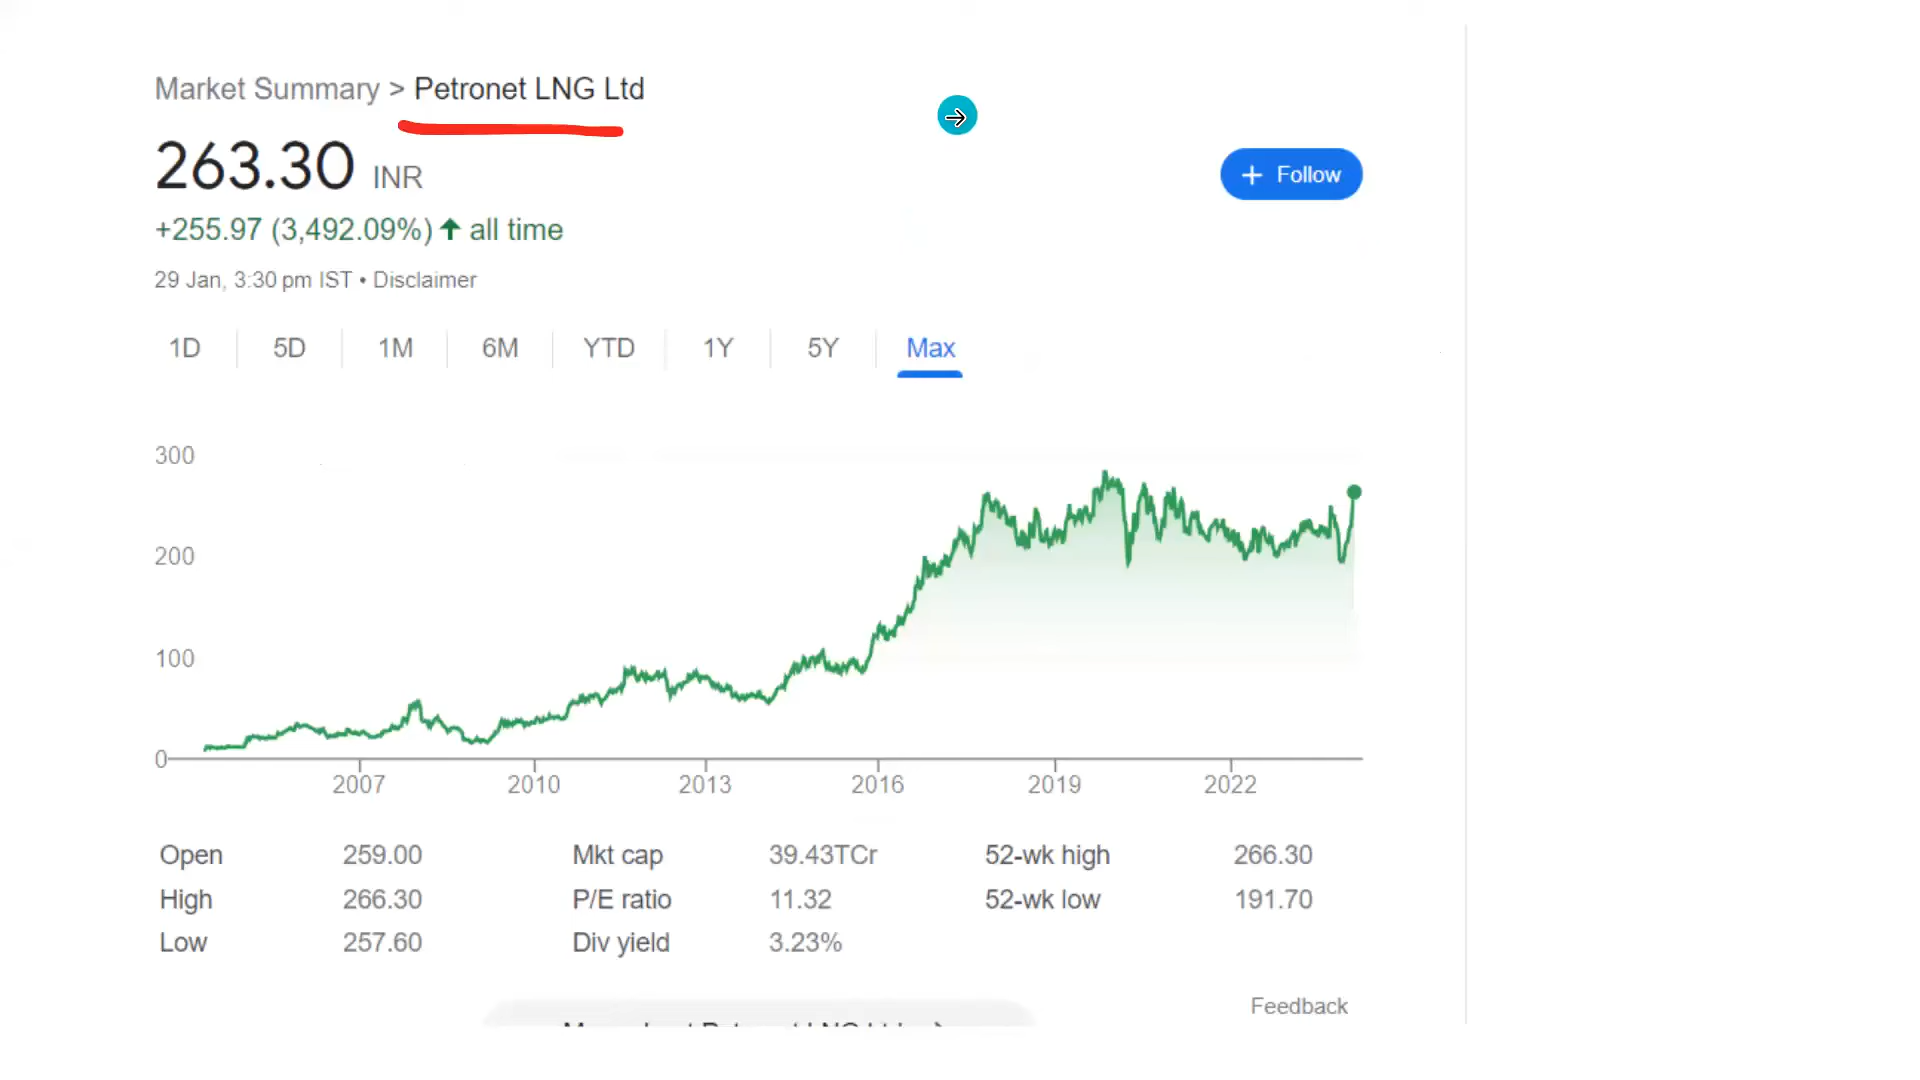 Market Summary > Petronet LNG Ltd
263.30 INR
+ Follow
+255.97 (3,492.09%) ↑ all time
29 Jan, 3:30 pm IST • Disclaimer
1D 5D 1M 6M YTD 1Y 5Y Max
300
200
100
0
2007 2010 2013 2016 2019 2022
Open 259.00 Mkt cap 39.43TCr 52-wk high 266.30
High 266.30 P/E ratio 11.32 52-wk low 191.70
Low 257.60 Div yield 3.23%
Feedback